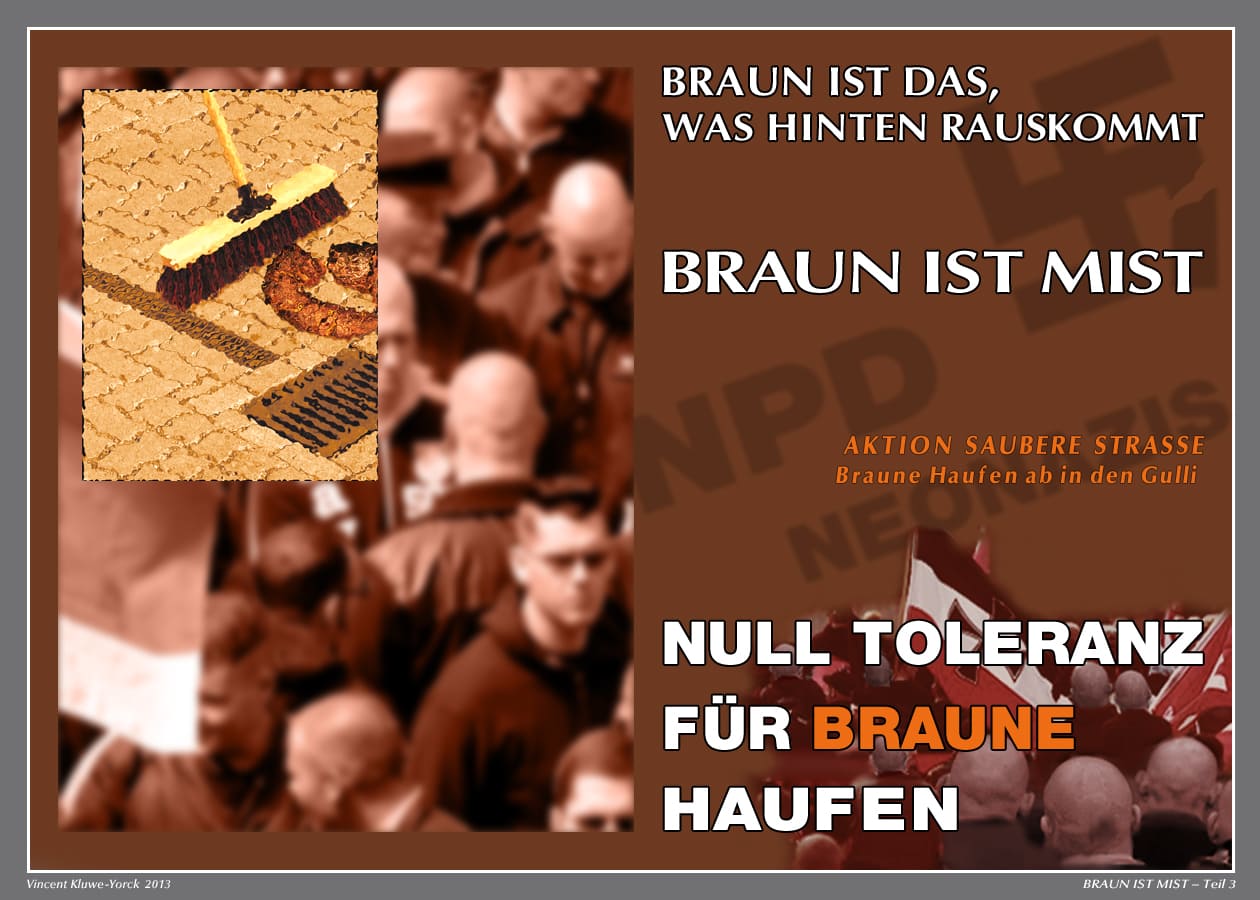 BRAUN IST DAS,
WAS HINTEN RAUSKOMMT
BRAUN IST MIST
NPD
NEONAZIS
AKTION SAUBERE STRASSE
Braune Haufen ab in den Gulli
NULL TOLERANZ
FÜR BRAUNE
HAUFEN
Vincent Kluwe-Yorck 2013
BRAUN IST MIST – Teil 3